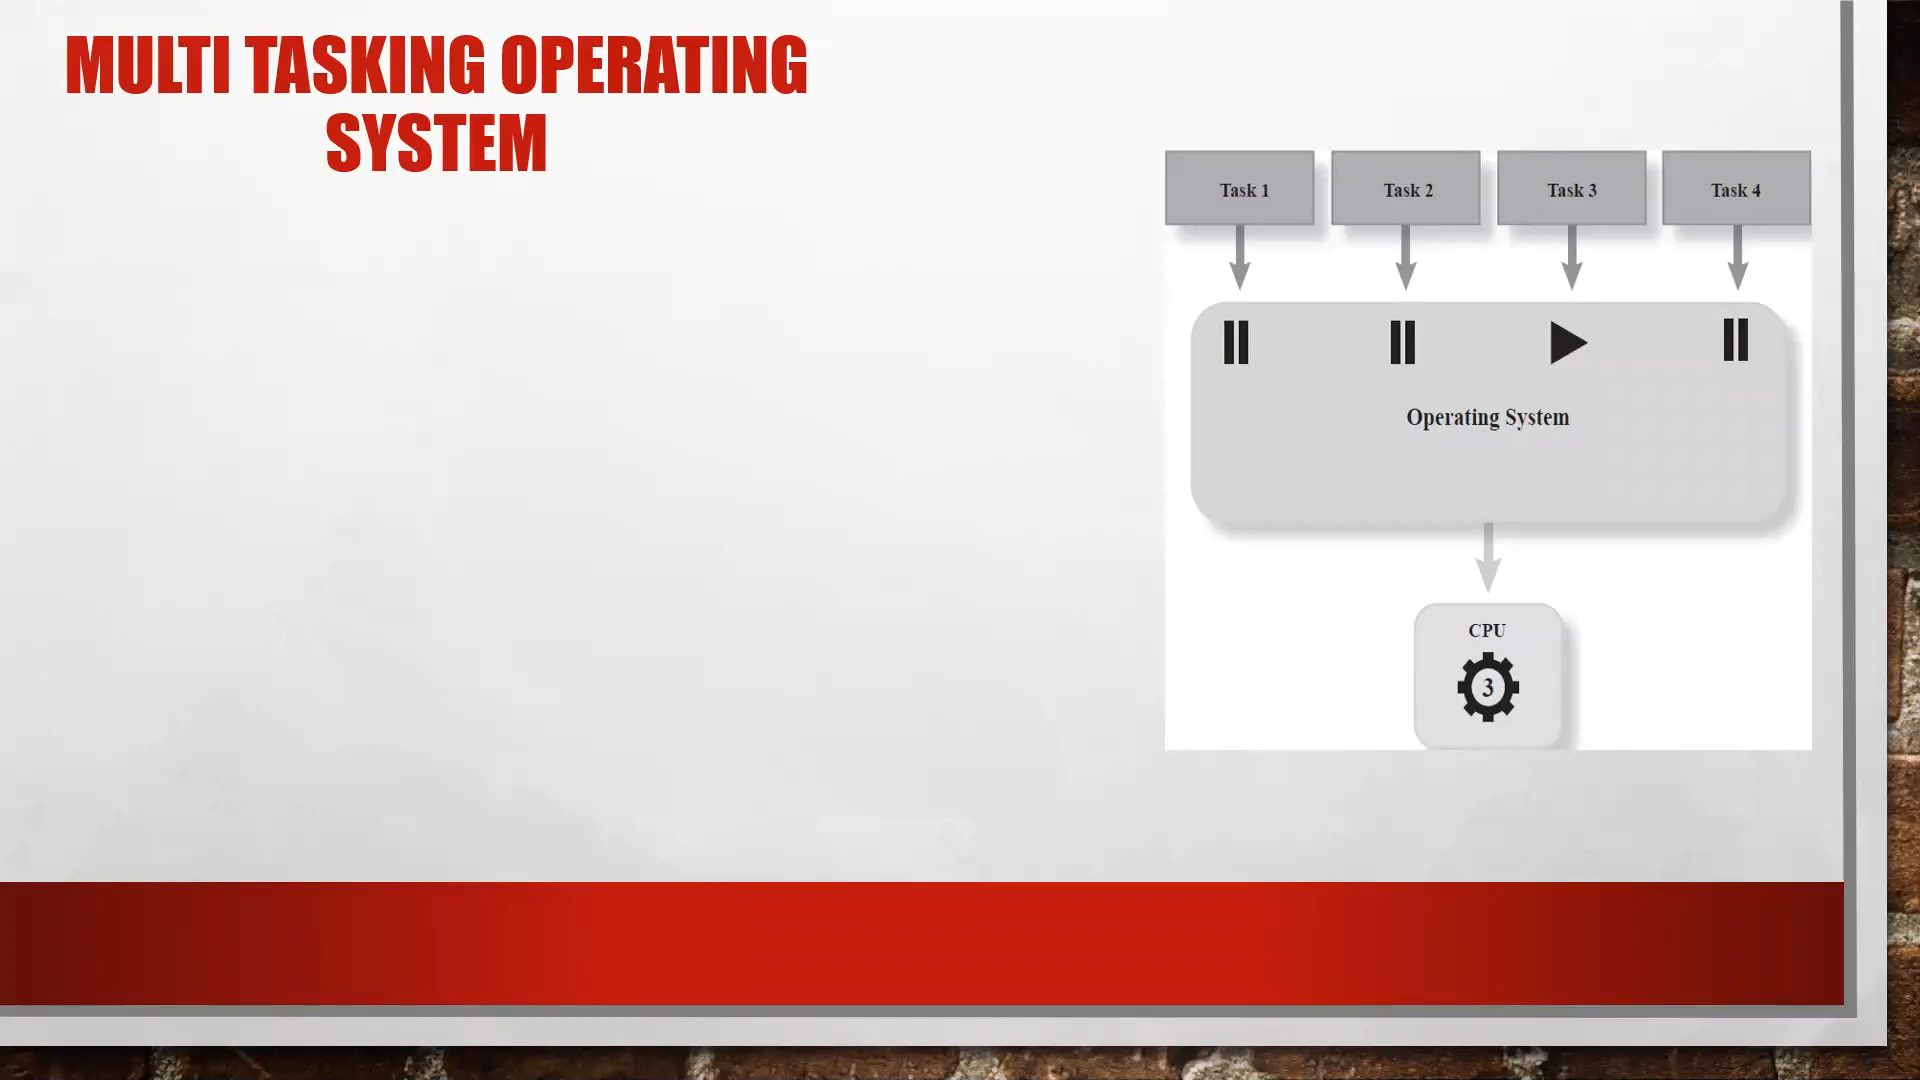 MULTI TASKING OPERATING
SYSTEM
Task 1
Task 2
Task 3
Task 4
Operating System
CPU
3